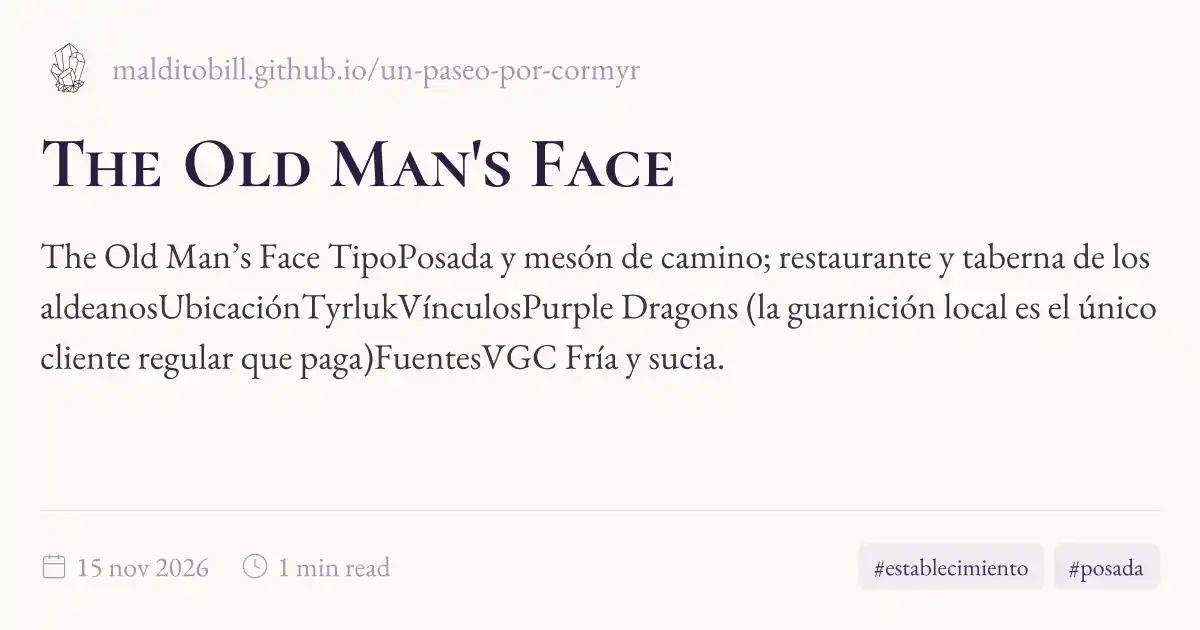 malditobill.github.io/un-paseo-por-cormyr
The Old Man's Face
The Old Man’s Face TipoPosada y mesón de camino; restaurante y taberna de los
aldeanosUbicaciónTyrlukVínculosPurple Dragons (la guarnición local es el único
cliente regular que paga)FuentesVGC Fría y sucia.
15 nov 2026 1 min read #establecimiento #posada